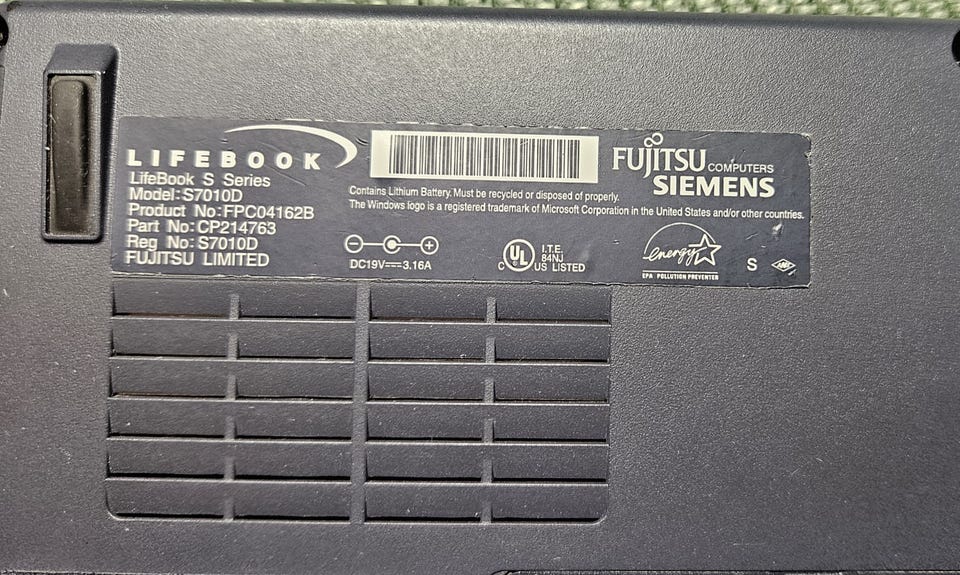 LIFEBOOK
LifeBook S Series
Model: S7010D
Product No: FPC04162B
Part No: CP214763
Reg No: S7010D
FUJITSU LIMITED
Contains Lithium Battery. Must be recycled or disposed of properly.
The Windows logo is a registered trademark of Microsoft Corporation in the United States and/or other countries.
DC19V⎓3.16A
C UL US LISTED
I.T.E.
84NJ
FUJITSU COMPUTERS
SIEMENS
energy
EPA POLLUTION PREVENTER
S